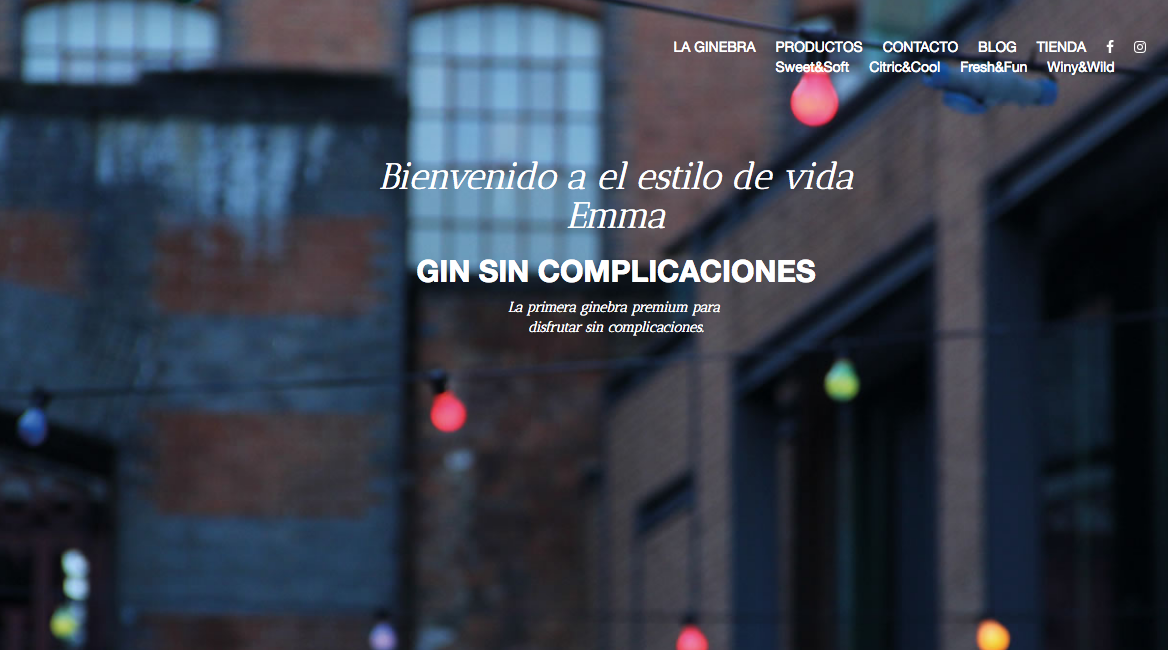 LA GINEBRA PRODUCTOS CONTACTO BLOG TIENDA
Sweet&Soft Citric&Cool Fresh&Fun Winy&Wild
Bienvenido a el estilo de vida
Emma
GIN SIN COMPLICACIONES
La primera ginebra premium para
disfrutar sin complicaciones.